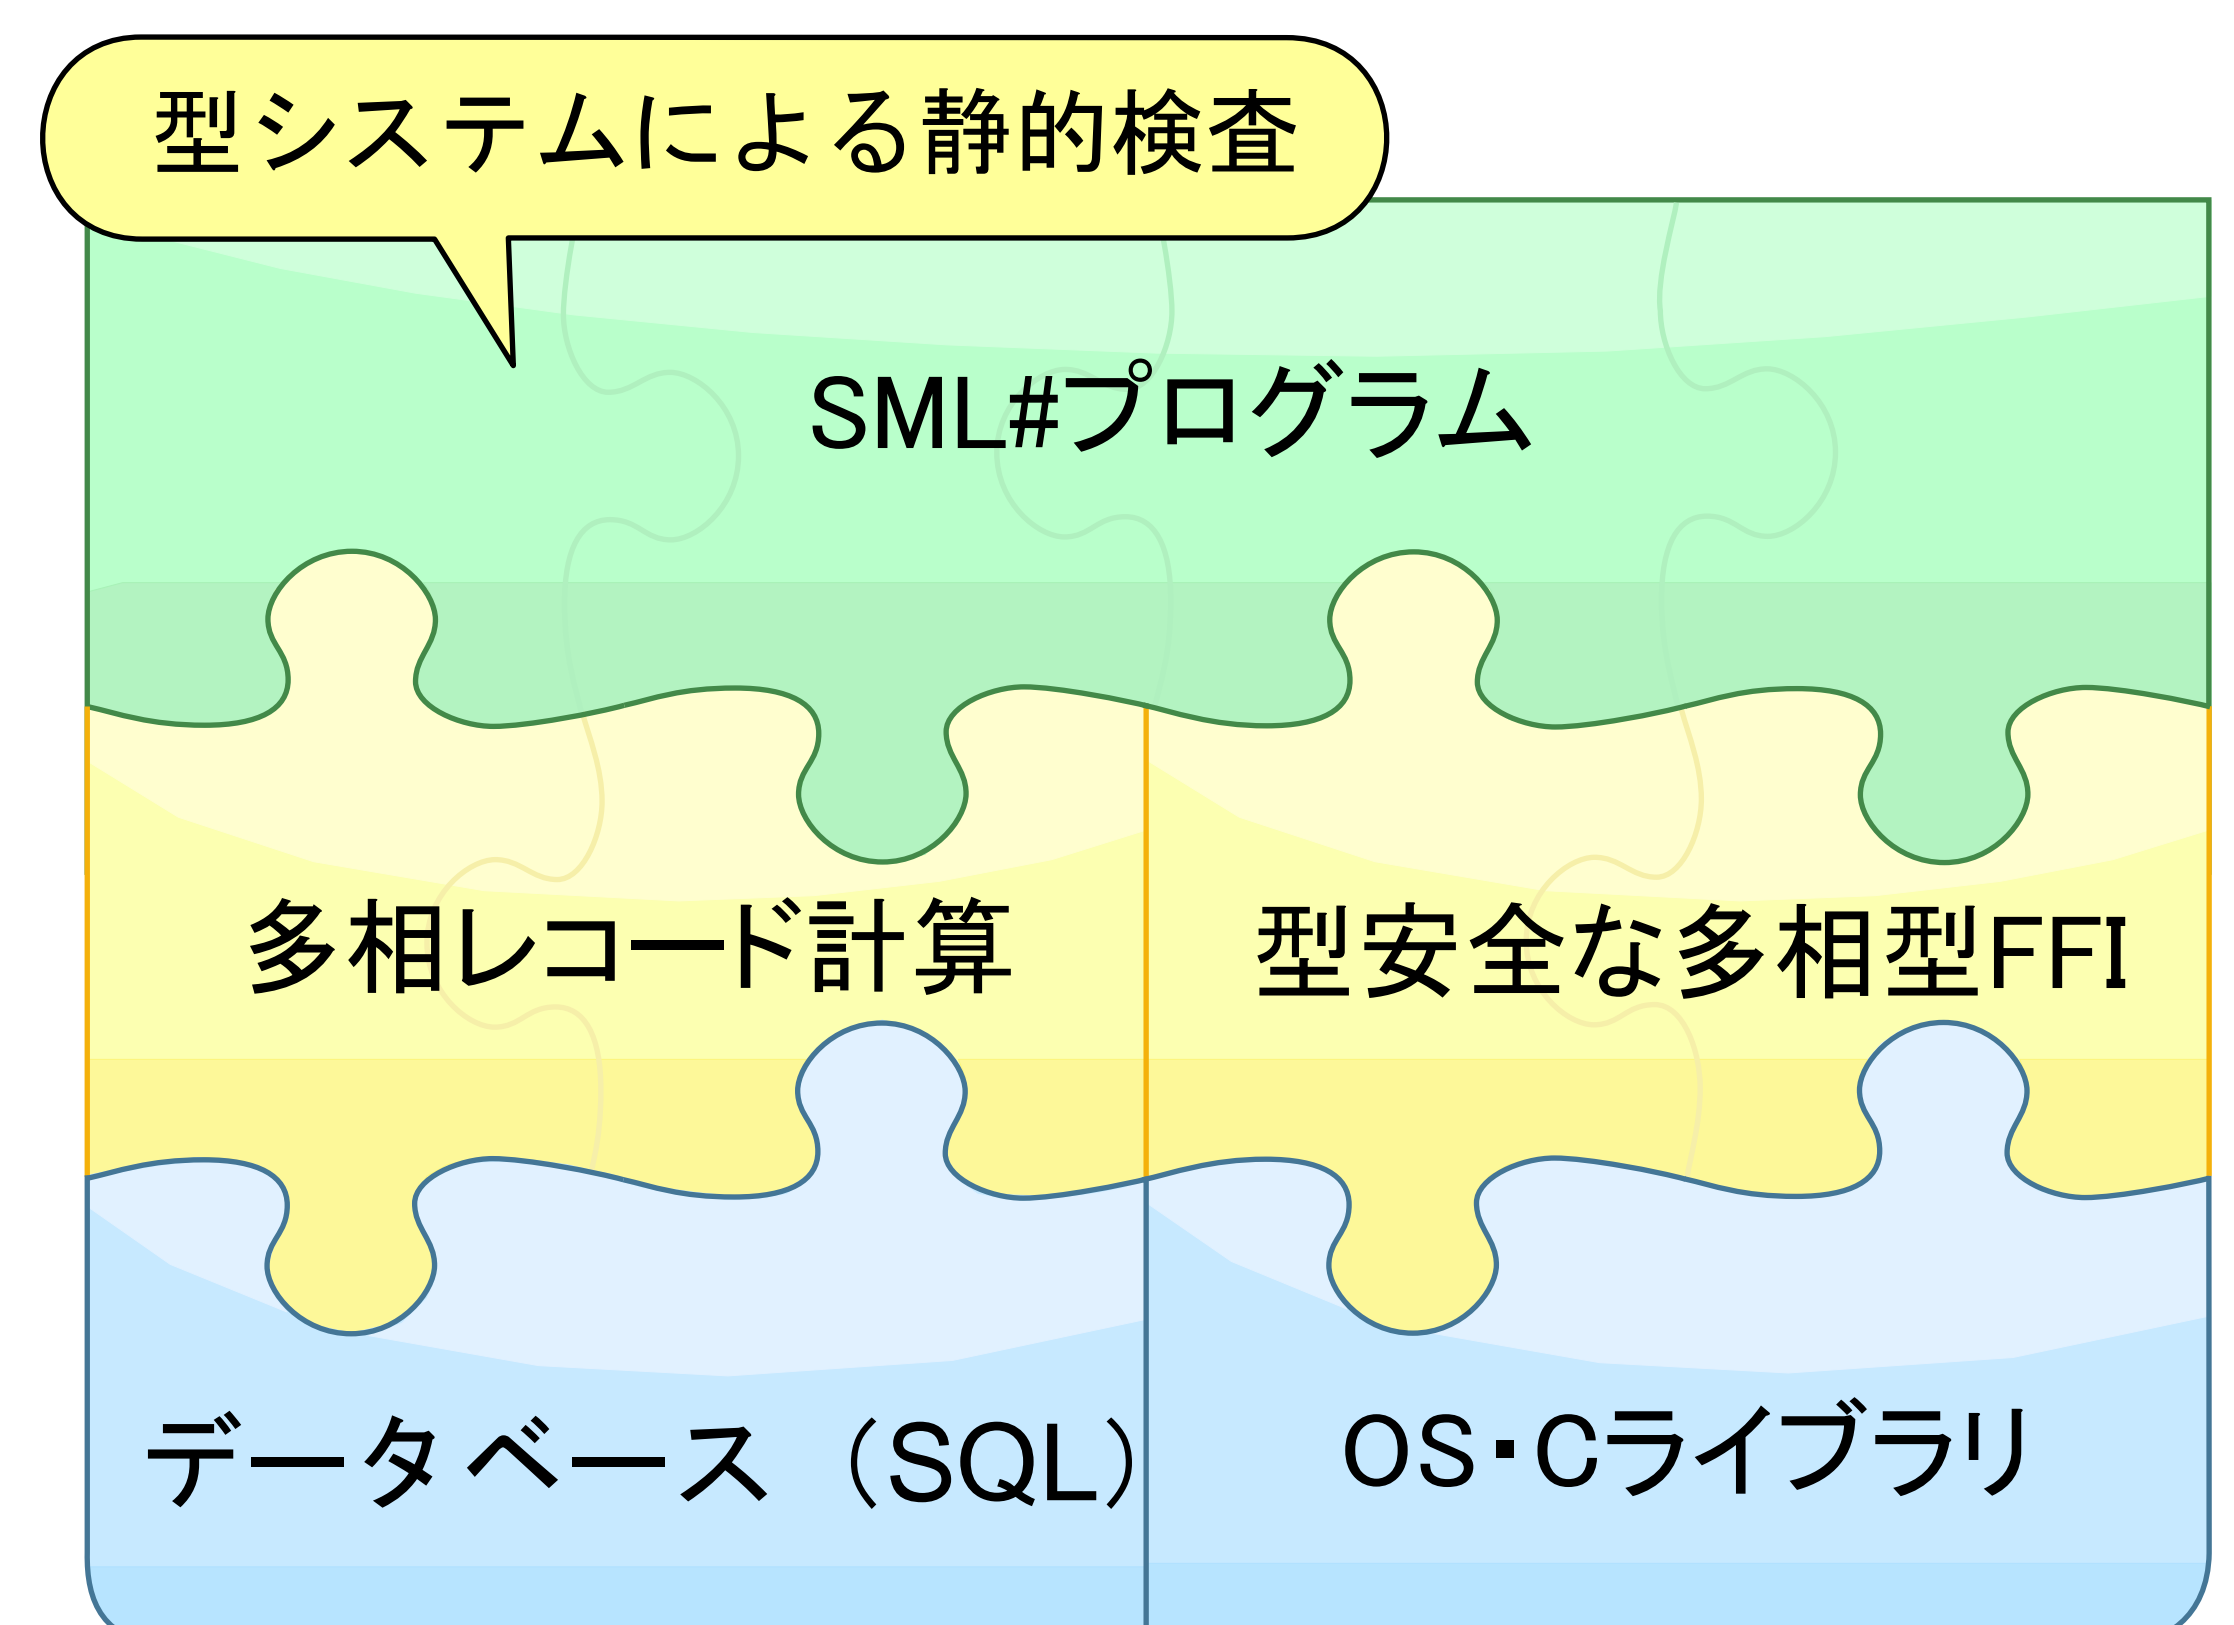 型システムによる静的検査
SML#プログラム
多相レコード計算
型安全な多相型FFI
データベース (SQL)
OS・Cライブラリ